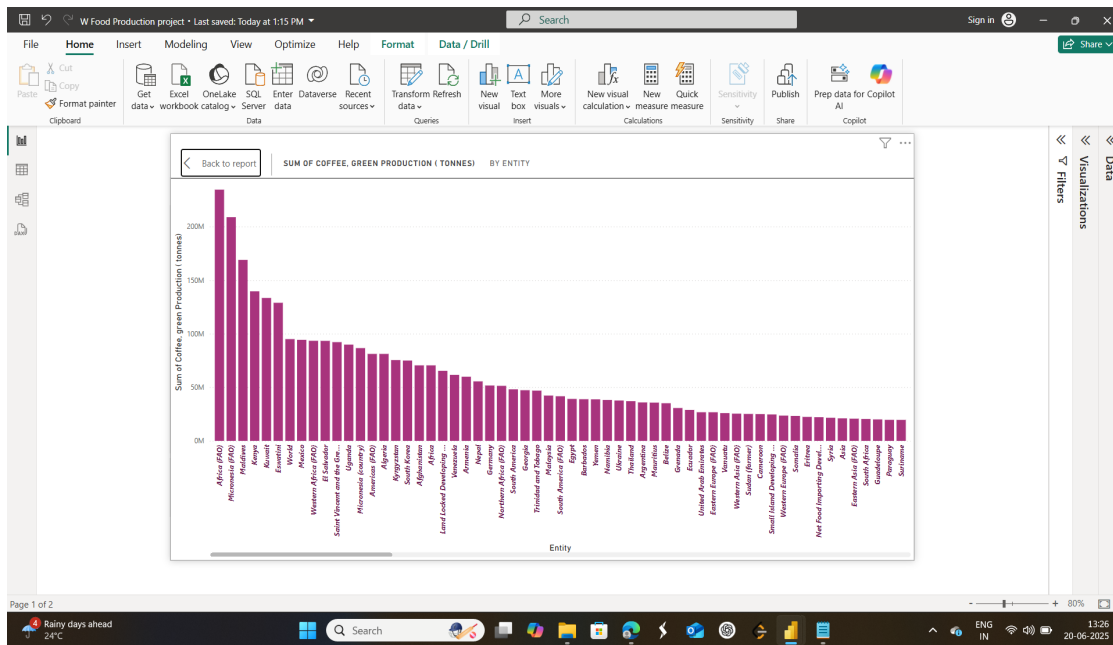 W Food Production project • Last saved: Today at 1:15 PM
Search
Sign in
File Home Insert Modeling View Optimize Help Format Data / Drill
Share
Paste
Cut
Copy
Format painter
Clipboard
Get data
Excel workbook
OneLake catalog
SQL Server
Enter data
Dataverse
Recent sources
Data
Transform data
Refresh
Queries
New visual
Text box
More visuals
Insert
New visual calculation
New measure
Quick measure
Calculations
Sensitivity
Sensitivity
Publish
Share
Prep data for AI
Copilot
Copilot
Back to report
SUM OF COFFEE, GREEN PRODUCTION ( TONNES) BY ENTITY
Filters
Visualizations
Data
Sum of Coffee, green Production ( tonnes)
200M
150M
100M
50M
0M
Africa (FAO)
Micronesia (FAO)
Maldives
Kenya
Kuwait
Eswatini
World
Mexico
Western Africa (FAO)
El Salvador
Saint Vincent and the Gre...
Uganda
Micronesia (country)
Americas (FAO)
Algeria
Kyrgyzstan
South Korea
Afghanistan
Africa
Land Locked Developing ...
Venezuela
Armenia
Nepal
Germany
Northern Africa (FAO)
South America
Georgia
Trinidad and Tobago
Malaysia
South America (FAO)
Egypt
Barbados
Yemen
Namibia
Ukraine
Thailand
Argentina
Mauritius
Belize
Grenada
Ecuador
United Arab Emirates
Eastern Europe (FAO)
Vanuatu
Western Asia (FAO)
Sudan (former)
Cameroon
Small Island Developing ...
Western Europe (FAO)
Somalia
Eritrea
Net Food Importing Devel...
Syria
Asia
Eastern Asia (FAO)
South Africa
Guadeloupe
Paraguay
Suriname
Entity
Page 1 of 2
80%
4
Rainy days ahead
24°C
Search
ENG
IN
13:26
20-06-2025